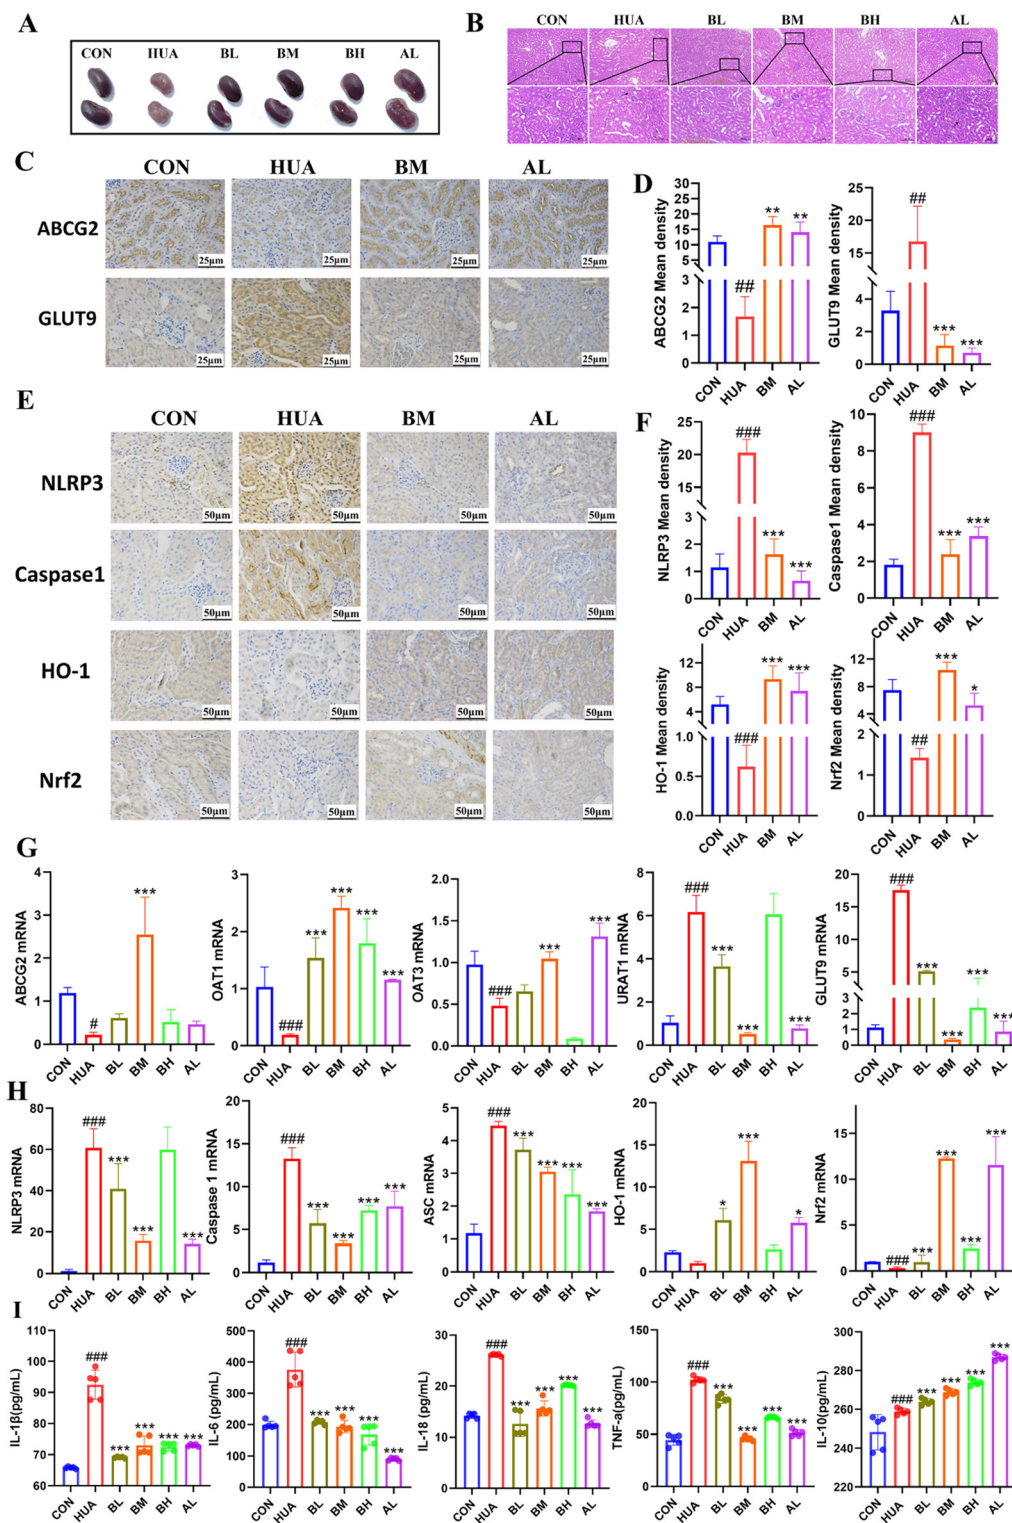 A
CON HUA BL BM BH AL
B
CON HUA BL BM BH AL
C
CON HUA BM AL
ABCG2
25μm 25μm 25μm 25μm
GLUT9
25μm 25μm 25μm 25μm
D
ABCG2 Mean density
30
25
20
15
10
3
2
1
0
##
**
**
CON HUA BM AL
GLUT9 Mean density
25
20
15
10
6
4
2
0
##
***
***
CON HUA BM AL
E
CON HUA BM AL
NLRP3
50μm 50μm 50μm 50μm
Caspase1
50μm 50μm 50μm 50μm
HO-1
50μm 50μm 50μm 50μm
Nrf2
50μm 50μm 50μm 50μm
F
NLRP3 Mean density
25
20
15
4
3
2
1
0
###
***
***
CON HUA BM AL
Caspase1 Mean density
10
8
6
4
2
0
###
***
***
CON HUA BM AL
HO-1 Mean density
12
8
4
1.0
0.5
0.0
###
***
***
CON HUA BM AL
Nrf2 Mean density
12
8
4
2
1
0
##
***
*
CON HUA BM AL
G
ABCG2 mRNA
4
3
2
1
0
#
***
CON HUA BL BM BH AL
OAT1 mRNA
###
***
***
***
***
CON HUA BL BM BH AL
OAT3 mRNA
1.5
1.0
0.5
0.0
###
***
***
CON HUA BL BM BH AL
URAT1 mRNA
8
6
4
2
0
###
***
***
***
CON HUA BL BM BH AL
GLUT9 mRNA
20
15
10
5
3
2
1
0
###
***
***
***
***
CON HUA BL BM BH AL
H
NLRP3 mRNA
80
60
40
20
0
###
***
***
***
CON HUA BL BM BH AL
Caspase 1 mRNA
20
15
10
5
0
###
***
***
***
***
CON HUA BL BM BH AL
ASC mRNA
5
4
3
2
1
0
###
***
***
***
***
CON HUA BL BM BH AL
HO-1 mRNA
20
15
10
5
0
*
***
*
CON HUA BL BM BH AL
Nrf2 mRNA
15
10
5
0
###
***
***
***
***
CON HUA BL BM BH AL
I
IL-1β(pg/mL)
110
100
90
80
70
60
###
***
***
***
***
CON HUA BL BM BH AL
IL-6 (pg/mL)
500
400
300
200
100
0
###
***
***
***
***
CON HUA BL BM BH AL
IL-18 (pg/mL)
30
20
10
0
###
***
***
***
***
CON HUA BL BM BH AL
TNF-a(pg/mL)
150
100
50
0
###
***
***
***
***
CON HUA BL BM BH AL
IL-10(pg/mL)
300
280
260
240
220
###
***
***
***
***
CON HUA BL BM BH AL